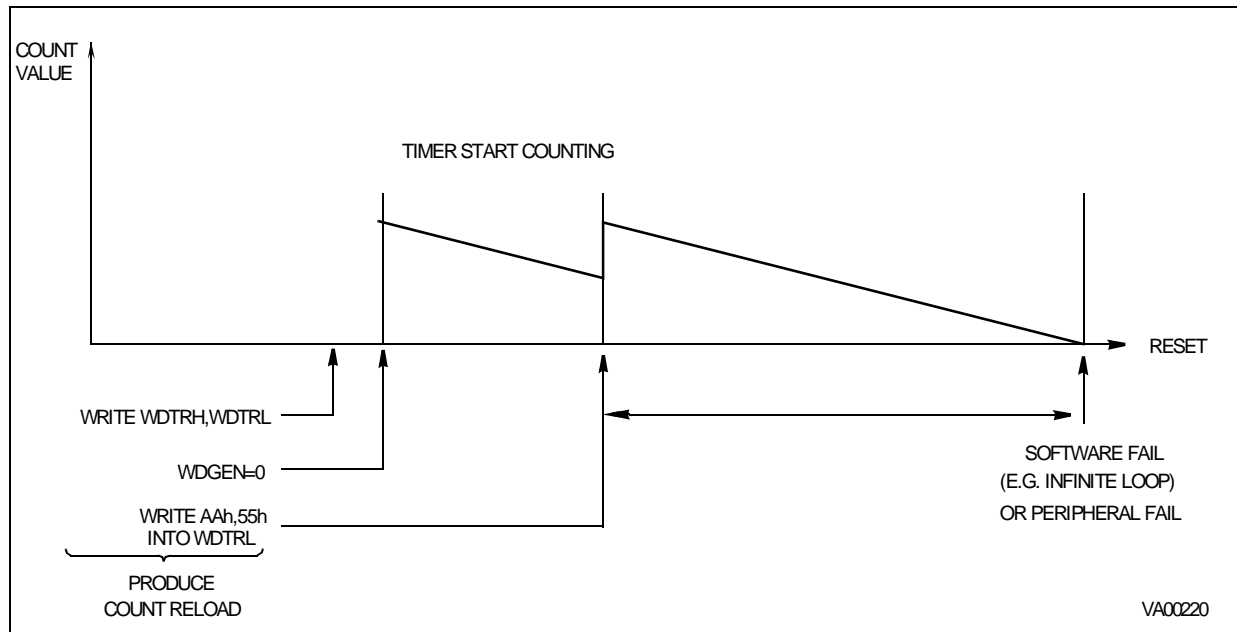 COUNT
VALUE
TIMER START COUNTING
RESET
WRITE WDTRH,WDTRL
WDGEN=0
WRITE AAh,55h
INTO WDTRL
PRODUCE
COUNT RELOAD
SOFTWARE FAIL
(E.G. INFINITE LOOP)
OR PERIPHERAL FAIL
VA00220